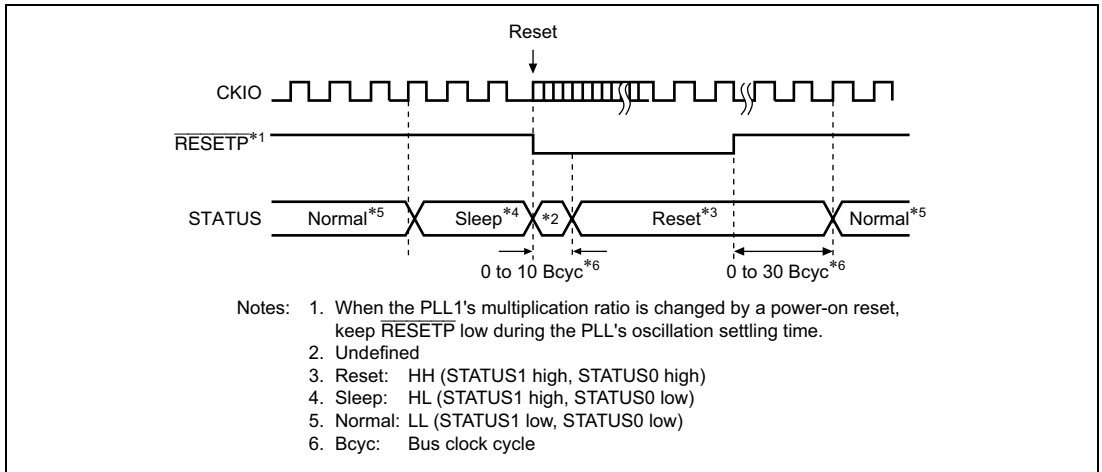 Reset
CKIO
RESETP*1
STATUS Normal*5 Sleep*4 *2 Reset*3 Normal*5
0 to 10 Bcyc*6 0 to 30 Bcyc*6
Notes: 1. When the PLL1's multiplication ratio is changed by a power-on reset,
keep RESETP low during the PLL's oscillation settling time.
2. Undefined
3. Reset: HH (STATUS1 high, STATUS0 high)
4. Sleep: HL (STATUS1 high, STATUS0 low)
5. Normal: LL (STATUS1 low, STATUS0 low)
6. Bcyc: Bus clock cycle